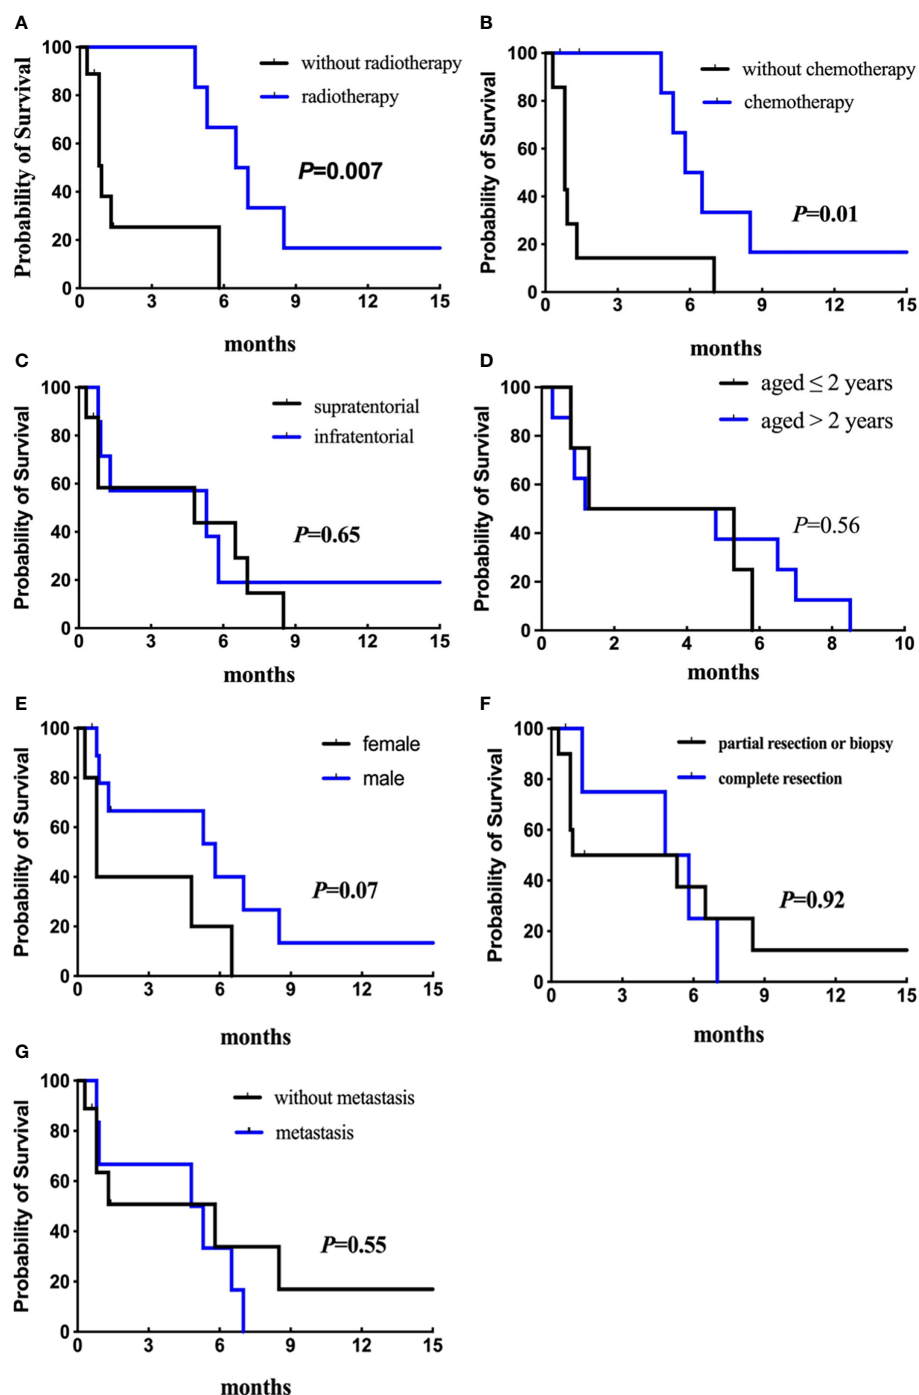 A
Probability of Survival
100
80
60
40
20
0
0 3 6 9 12 15
months
without radiotherapy
radiotherapy
P=0.007
B
Probability of Survival
100
80
60
40
20
0
0 3 6 9 12 15
months
without chemotherapy
chemotherapy
P=0.01
C
Probability of Survival
100
80
60
40
20
0
0 3 6 9 12 15
months
supratentorial
infratentorial
P=0.65
D
Probability of Survival
100
80
60
40
20
0
0 2 4 6 8 10
months
aged ≤ 2 years
aged > 2 years
P=0.56
E
Probability of Survival
100
80
60
40
20
0
0 3 6 9 12 15
months
female
male
P=0.07
F
Probability of Survival
100
80
60
40
20
0
0 3 6 9 12 15
months
partial resection or biopsy
complete resection
P=0.92
G
Probability of Survival
100
80
60
40
20
0
0 3 6 9 12 15
months
without metastasis
metastasis
P=0.55